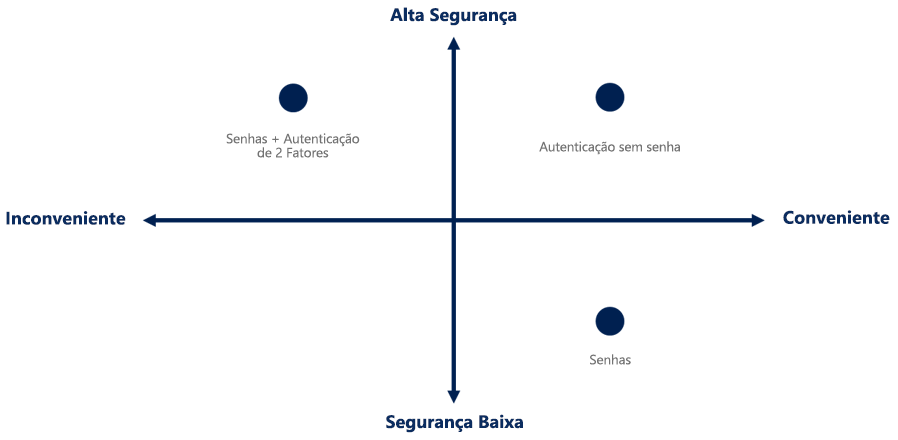 Alta Segurança
Senhas + Autenticação
de 2 Fatores
Autenticação sem senha
Inconveniente
Conveniente
Senhas
Segurança Baixa